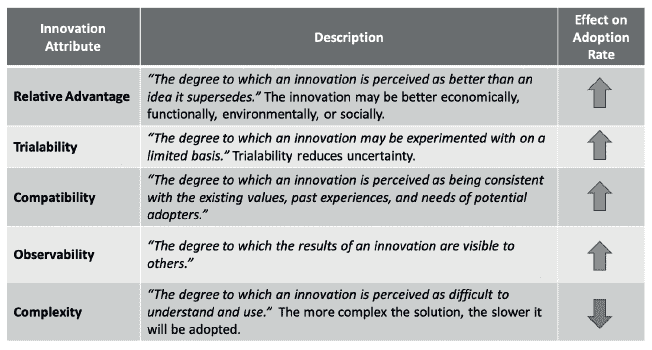 Innovation
Attribute
Description
Effect on
Adoption
Rate
Relative Advantage
“The degree to which an innovation is perceived as better than an
idea it supersedes.” The innovation may be better economically,
functionally, environmentally, or socially.
Trialability
“The degree to which an innovation may be experimented with on a
limited basis.” Trialability reduces uncertainty.
Compatibility
“The degree to which an innovation is perceived as being consistent
with the existing values, past experiences, and needs of potential
adopters.”
Observability
“The degree to which the results of an innovation are visible to
others.”
Complexity
“The degree to which an innovation is perceived as difficult to
understand and use.” The more complex the solution, the slower it
will be adopted.